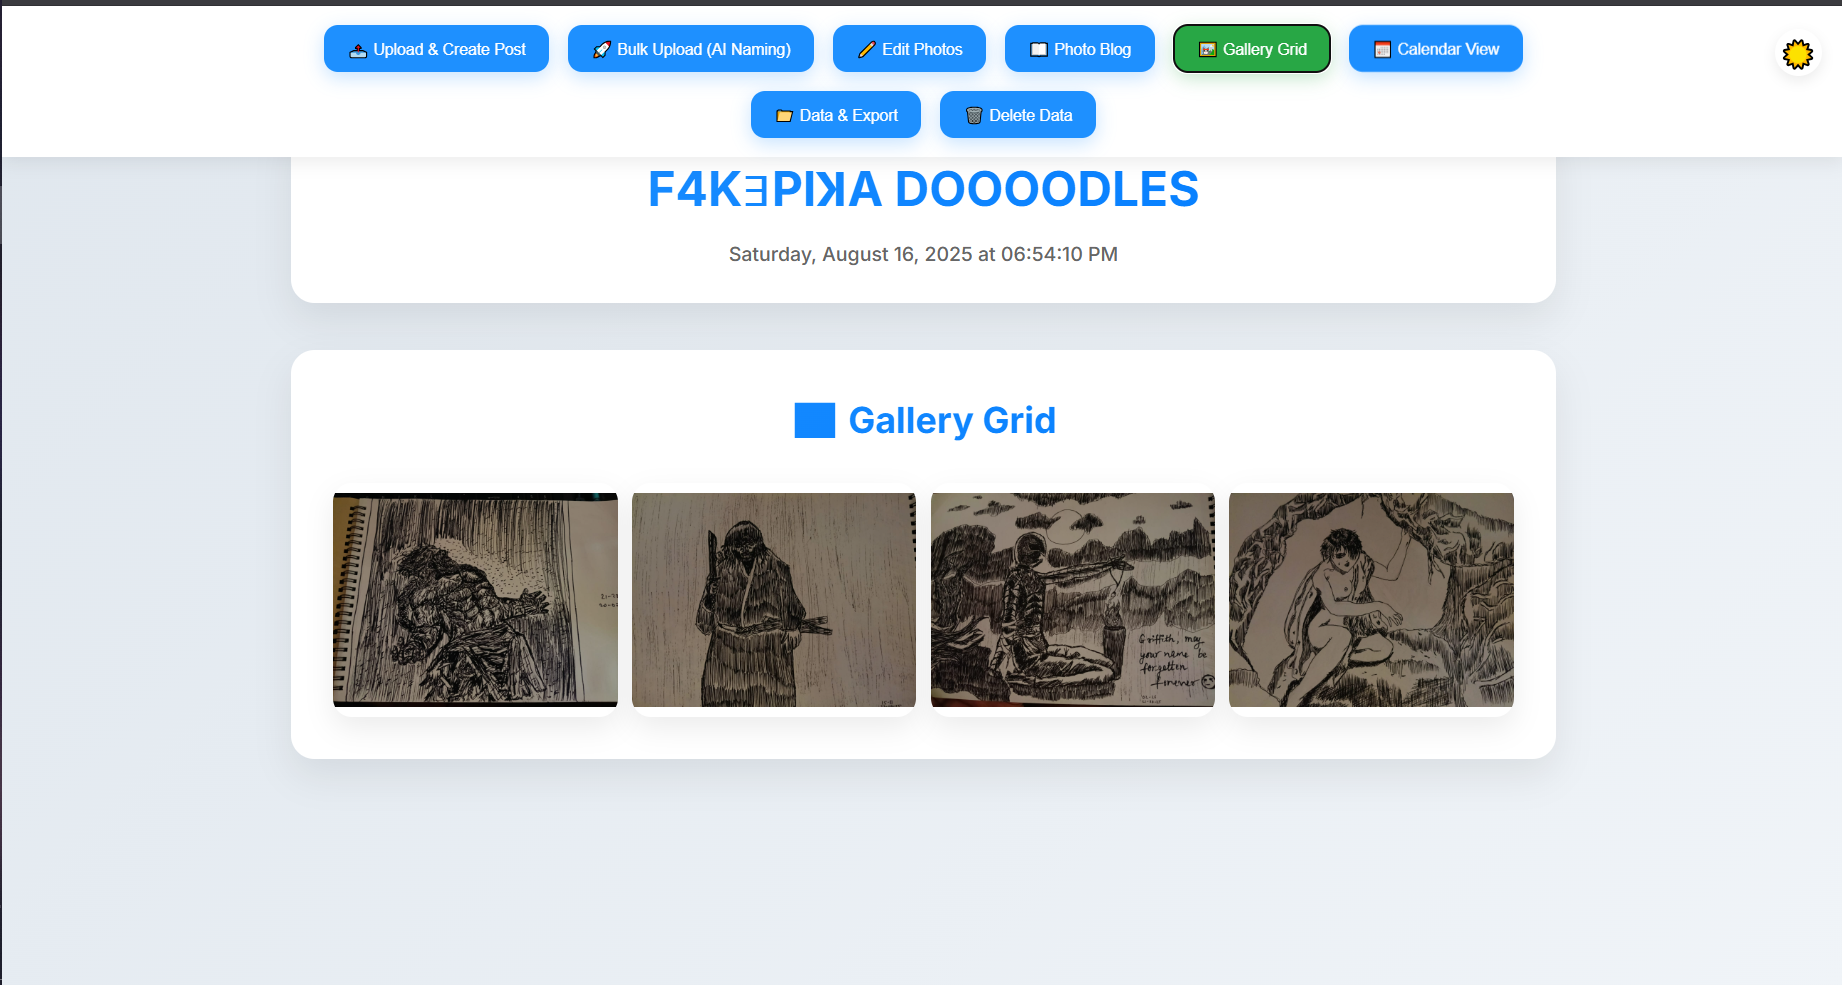 📤 Upload & Create Post
🚀 Bulk Upload (AI Naming)
✏️ Edit Photos
📖 Photo Blog
🖼️ Gallery Grid
📅 Calendar View
📁 Data & Export
🗑️ Delete Data
F4KƎPIꓘA DOOOODLES
Saturday, August 16, 2025 at 06:54:10 PM
Gallery Grid
Griffith, may
your name be
forgotten
forever